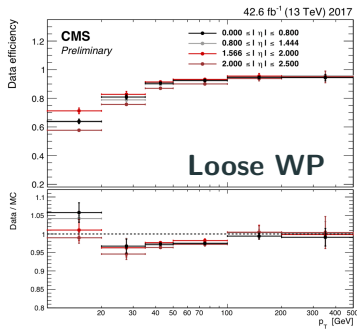 42.6 fb⁻¹ (13 TeV) 2017
CMS
Preliminary
0.000 ≤ | η | ≤ 0.800
0.800 ≤ | η | ≤ 1.444
1.566 ≤ | η | ≤ 2.000
2.000 ≤ | η | ≤ 2.500
Data efficiency
1.2
1
0.8
0.6
0.4
0.2
Loose WP
Data / MC
1.1
1.05
1
0.95
0.9
0.85
0.8
20 30 40 50 60 70 100 200 300 400 500
p_T [GeV]